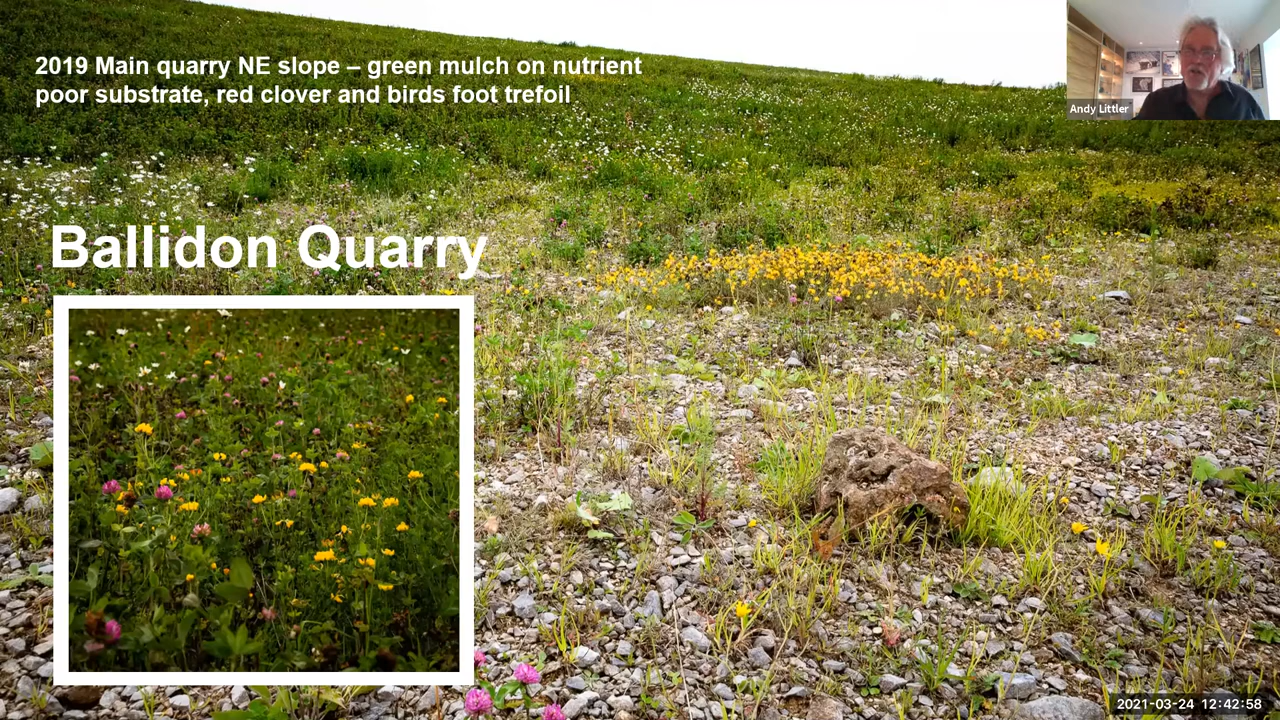 2019 Main quarry NE slope – green mulch on nutrient
poor substrate, red clover and birds foot trefoil
Andy Littler
Ballidon Quarry
2021-03-24 12:42:58